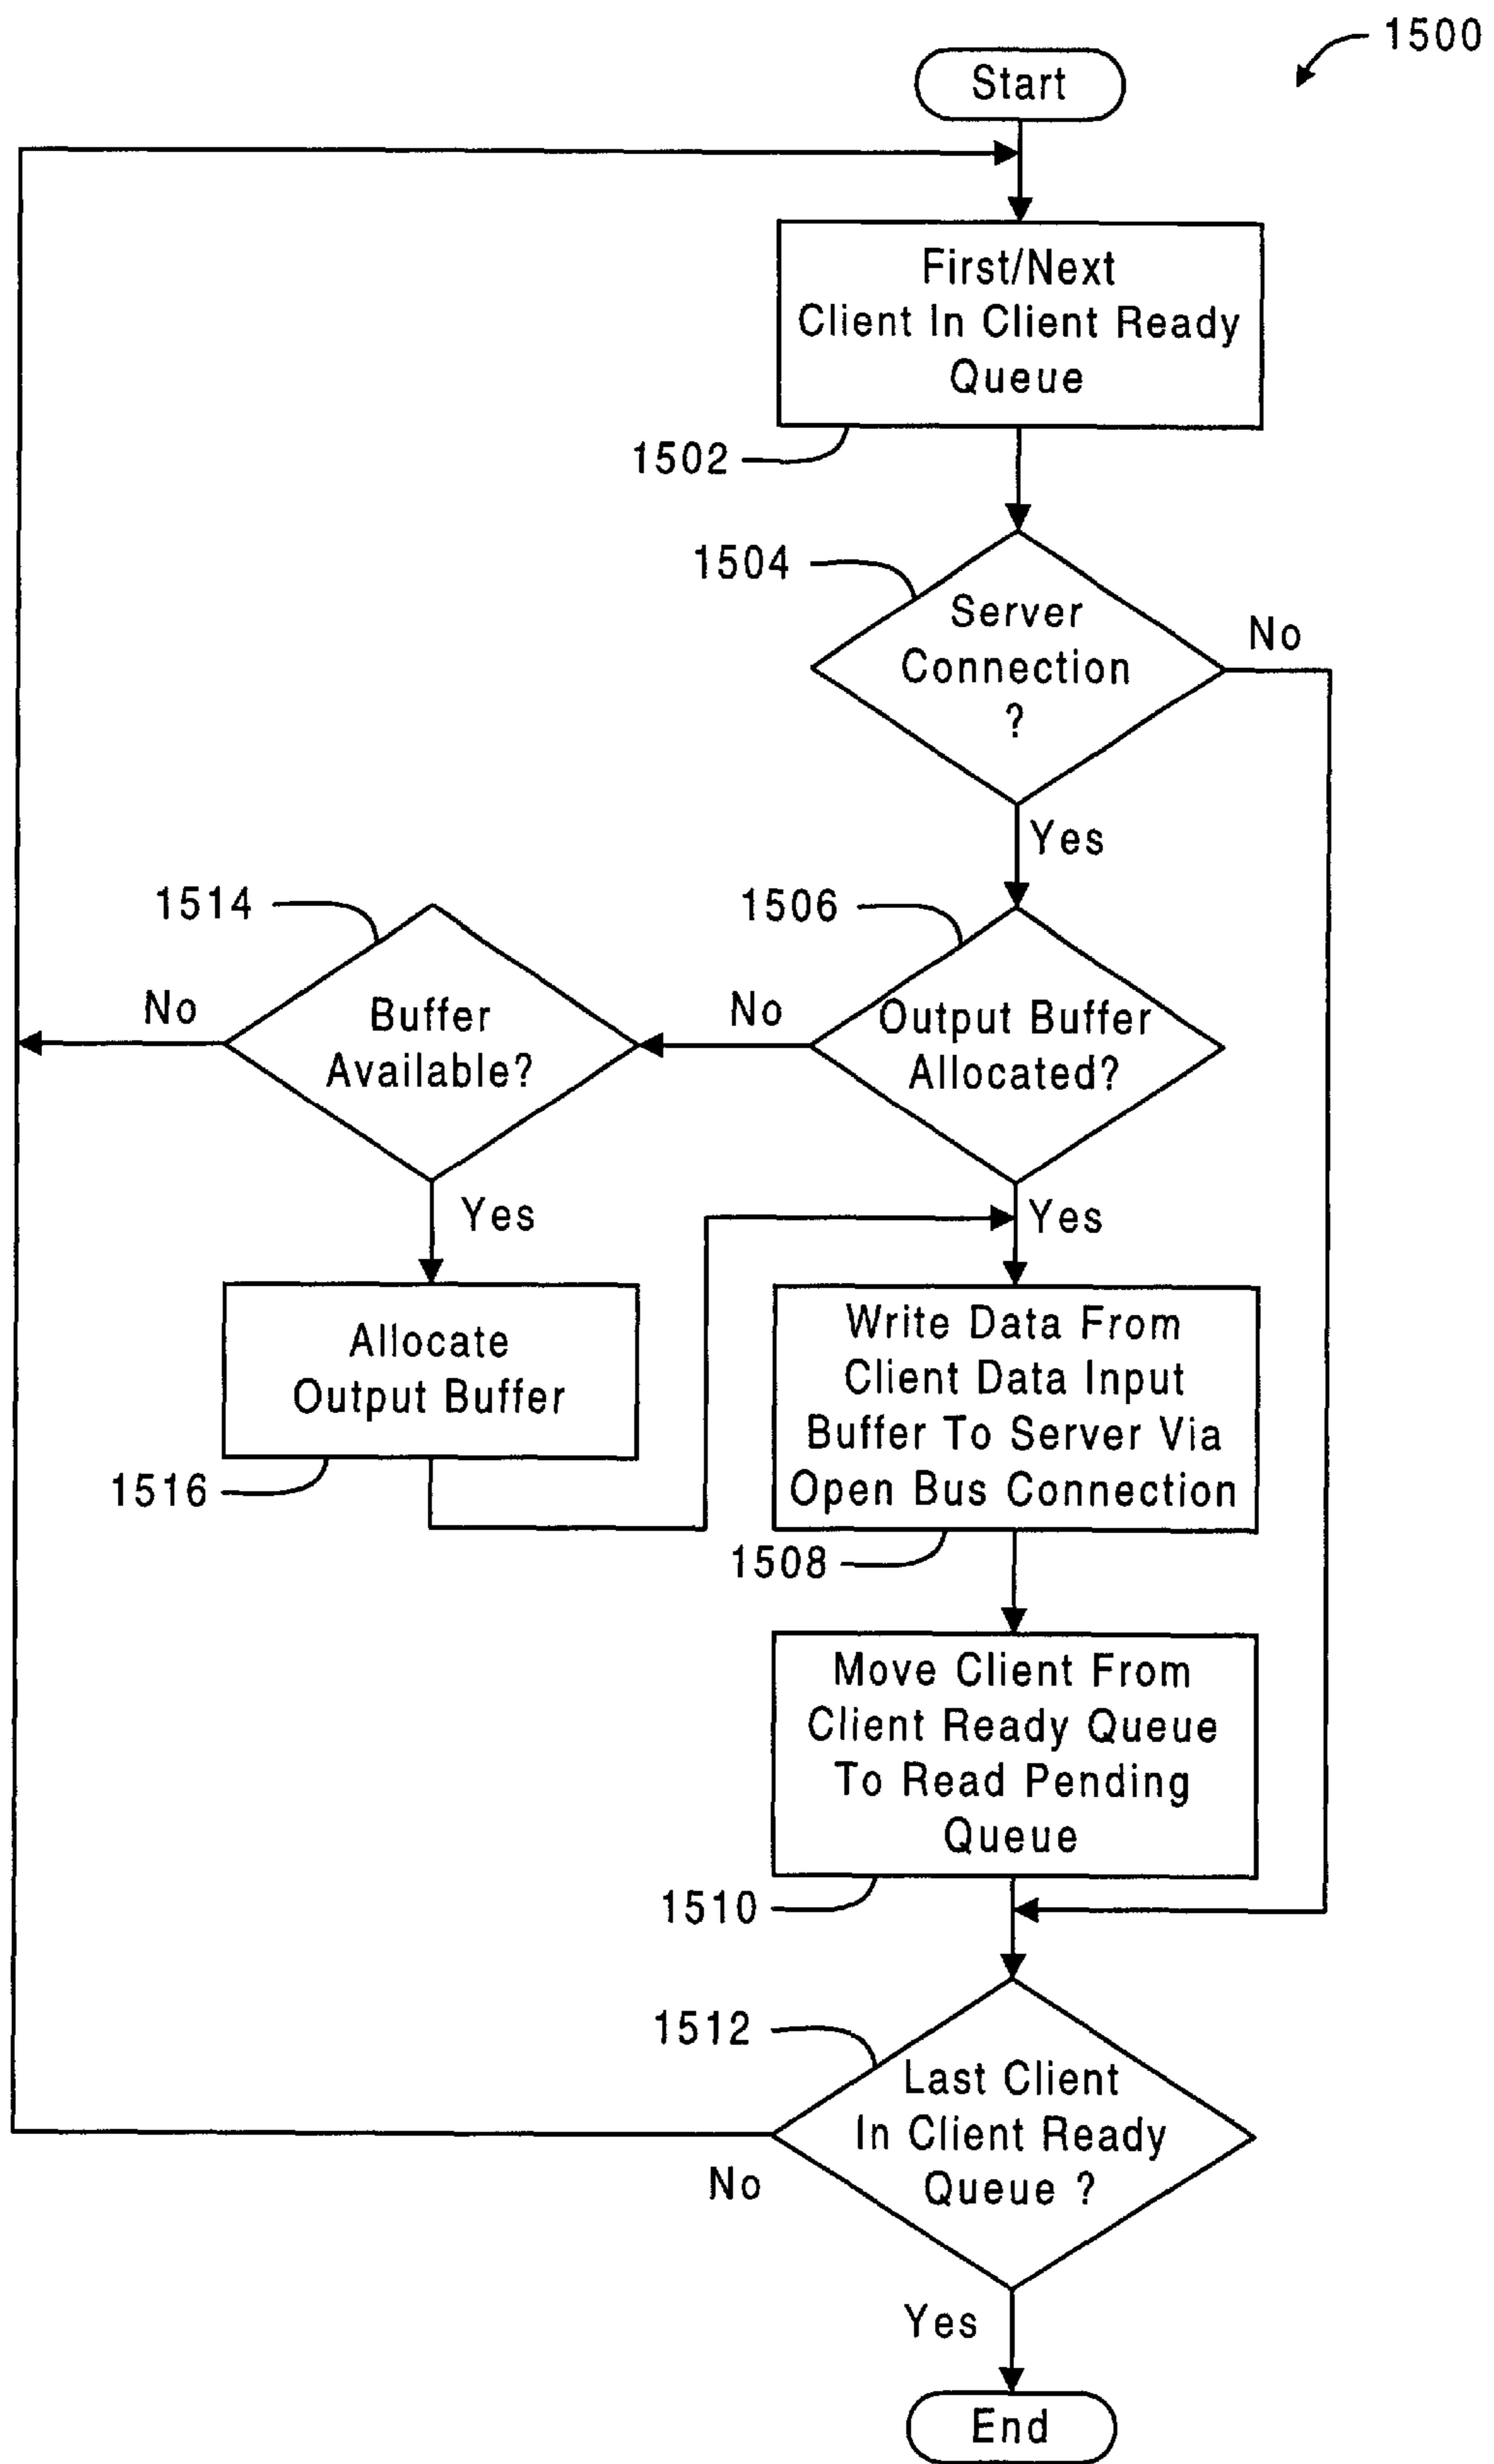 1500
Start
First/Next
Client In Client Ready
Queue
1502
1504
Server
Connection
?
No
Yes
1514
1506
No
Buffer
Available?
No
Output Buffer
Allocated?
Yes
Yes
Allocate
Output Buffer
1516
Write Data From
Client Data Input
Buffer To Server Via
Open Bus Connection
1508
Move Client From
Client Ready Queue
To Read Pending
Queue
1510
1512
Last Client
In Client Ready
Queue ?
No
Yes
End